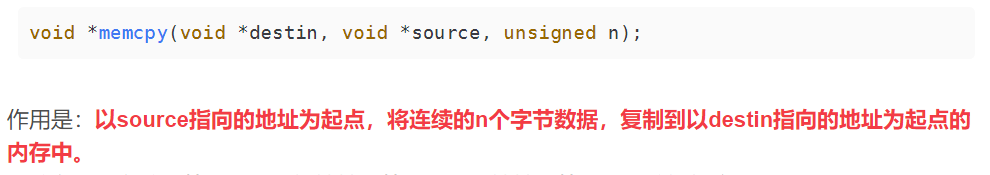 void *memcpy(void *destin, void *source, unsigned n);
作用是：以source指向的地址为起点，将连续的n个字节数据，复制到以destin指向的地址为起点的
内存中。